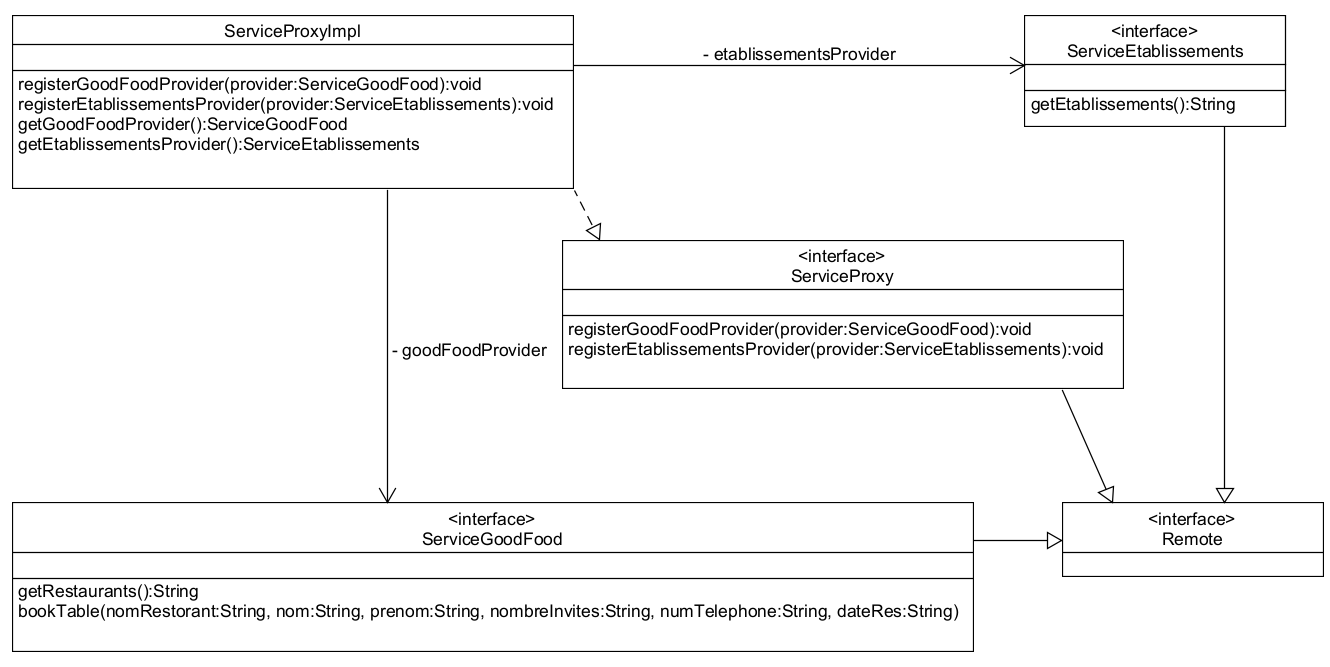 ServiceProxyImpl
registerGoodFoodProvider(provider:ServiceGoodFood):void
registerEtablissementsProvider(provider:ServiceEtablissements):void
getGoodFoodProvider():ServiceGoodFood
getEtablissementsProvider():ServiceEtablissements
- etablissementsProvider
<interface>
ServiceEtablissements
getEtablissements():String
<interface>
ServiceProxy
registerGoodFoodProvider(provider:ServiceGoodFood):void
registerEtablissementsProvider(provider:ServiceEtablissements):void
- goodFoodProvider
<interface>
ServiceGoodFood
getRestaurants():String
bookTable(nomRestorant:String, nom:String, prenom:String, nombreInvites:String, numTelephone:String, dateRes:String)
<interface>
Remote